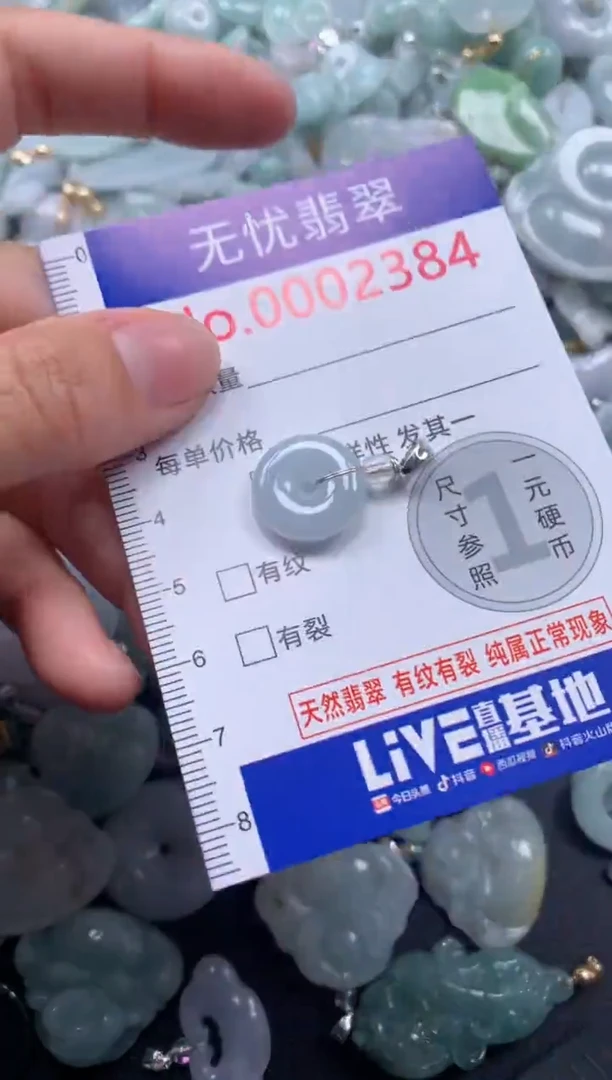 无忧翡翠
No.0002384
量
每单价格 样性 发其一
3
4
5
6
7
8
0
有纹
有裂
尺寸参照
1
一元硬币
天然翡翠 有纹有裂 纯属正常现象
LiVE直播基地
今日头条 抖音 西瓜视频 抖音火山版